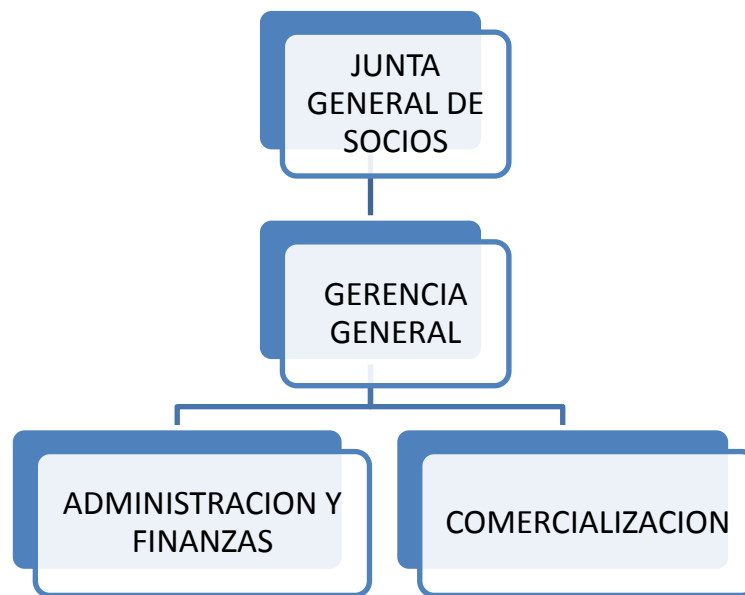 JUNTA
GENERAL DE
SOCIOS
GERENCIA
GENERAL
ADMINISTRACION Y
FINANZAS
COMERCIALIZACION